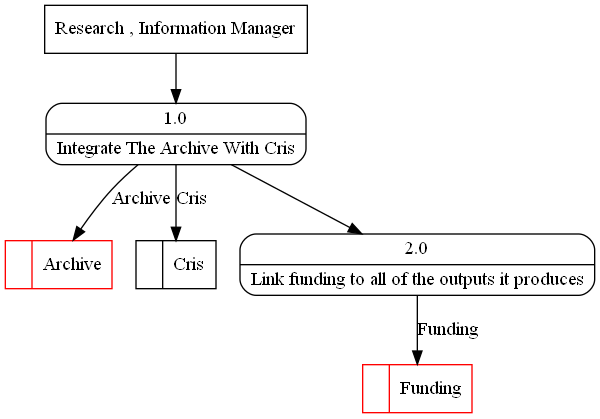 Research , Information Manager
1.0
Integrate The Archive With Cris
Archive
Cris
Archive
Cris
2.0
Link funding to all of the outputs it produces
Funding
Funding